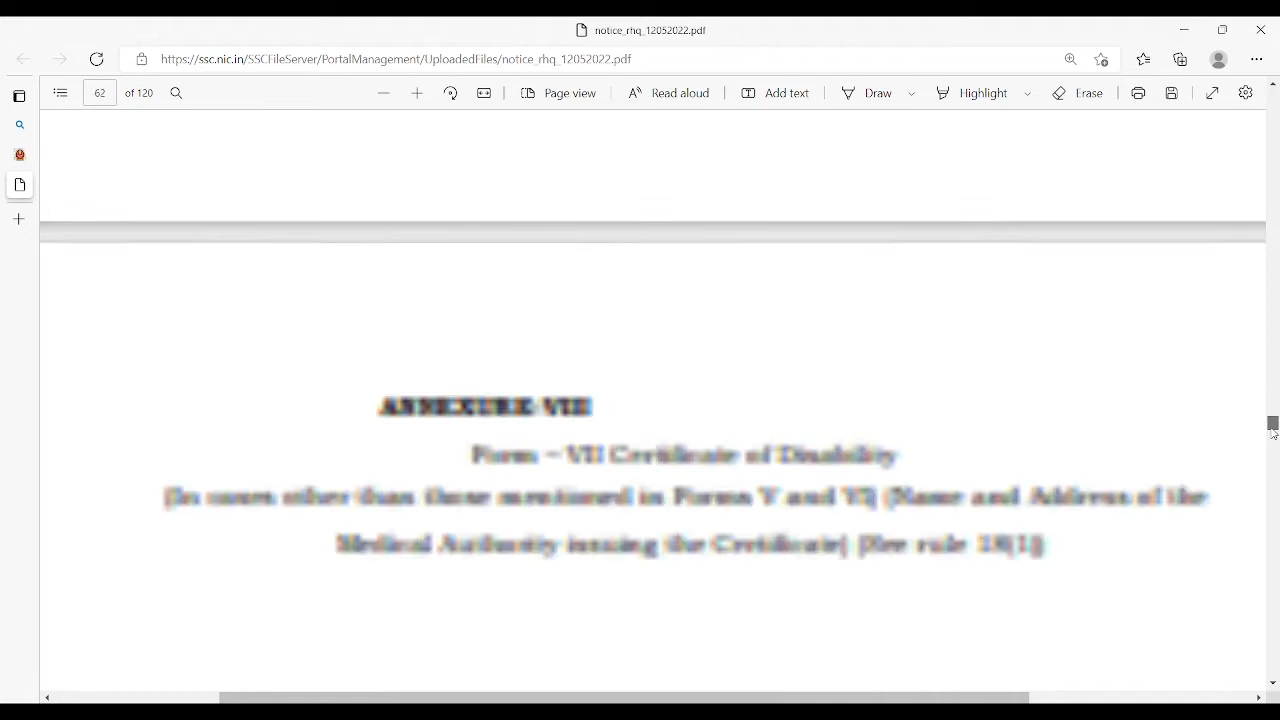 notice_rhq_12052022.pdf
https://ssc.nic.in/SSCFileServer/PortalManagement/UploadedFiles/notice_rhq_12052022.pdf
62 of 120 Page view Read aloud Add text Draw Highlight Erase
ANNEXURE-VIII
Form – VII Certificate of Disability
(In cases other than those mentioned in Forms V and VI) (Name and Address of the
Medical Authority issuing the Certificate) (See rule 18(1))